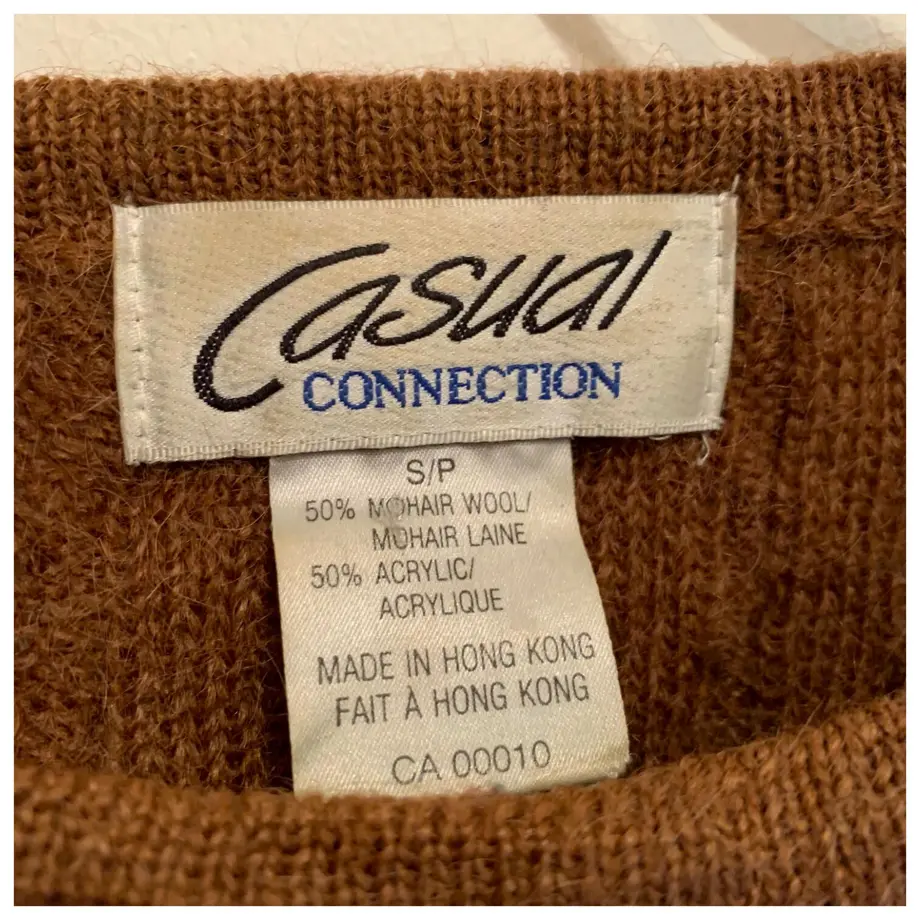 Casual
CONNECTION
S/P
50% MOHAIR WOOL/
MOHAIR LAINE
50% ACRYLIC/
ACRYLIQUE
MADE IN HONG KONG
FAIT À HONG KONG
CA 00010